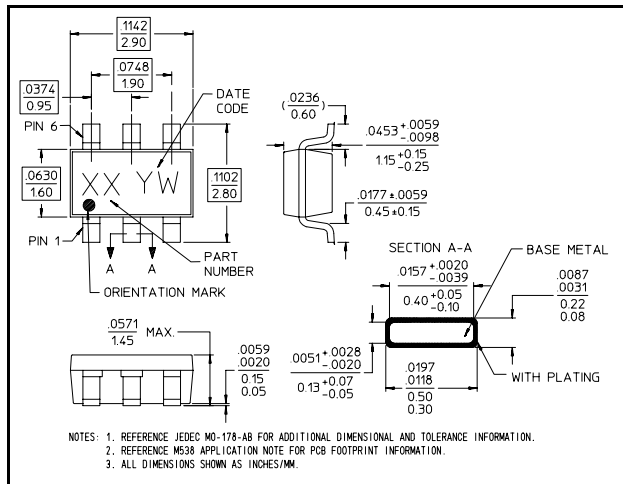 .1142
2.90
.0748
1.90
.0374
0.95
DATE
CODE
PIN 6
.0630
1.60
XX YW
.1102
2.80
PIN 1
A A
PART
NUMBER
ORIENTATION MARK
( .0236
0.60 )
.0453 +.0059
-.0098
1.15 +0.15
-0.25
.0177 ±.0059
0.45 ±0.15
SECTION A-A
.0157 +.0020
-.0039
0.40 +0.05
-0.10
BASE METAL
.0087
.0031
0.22
0.08
.0571
1.45 MAX.
.0059
.0020
0.15
0.05
.0051 +.0028
-.0020
0.13 +0.07
-0.05
.0197
.0118
0.50
0.30
WITH PLATING
NOTES: 1. REFERENCE JEDEC MO-178-AB FOR ADDITIONAL DIMENSIONAL AND TOLERANCE INFORMATION.
2. REFERENCE M538 APPLICATION NOTE FOR PCB FOOTPRINT INFORMATION.
3. ALL DIMENSIONS SHOWN AS INCHES/MM.